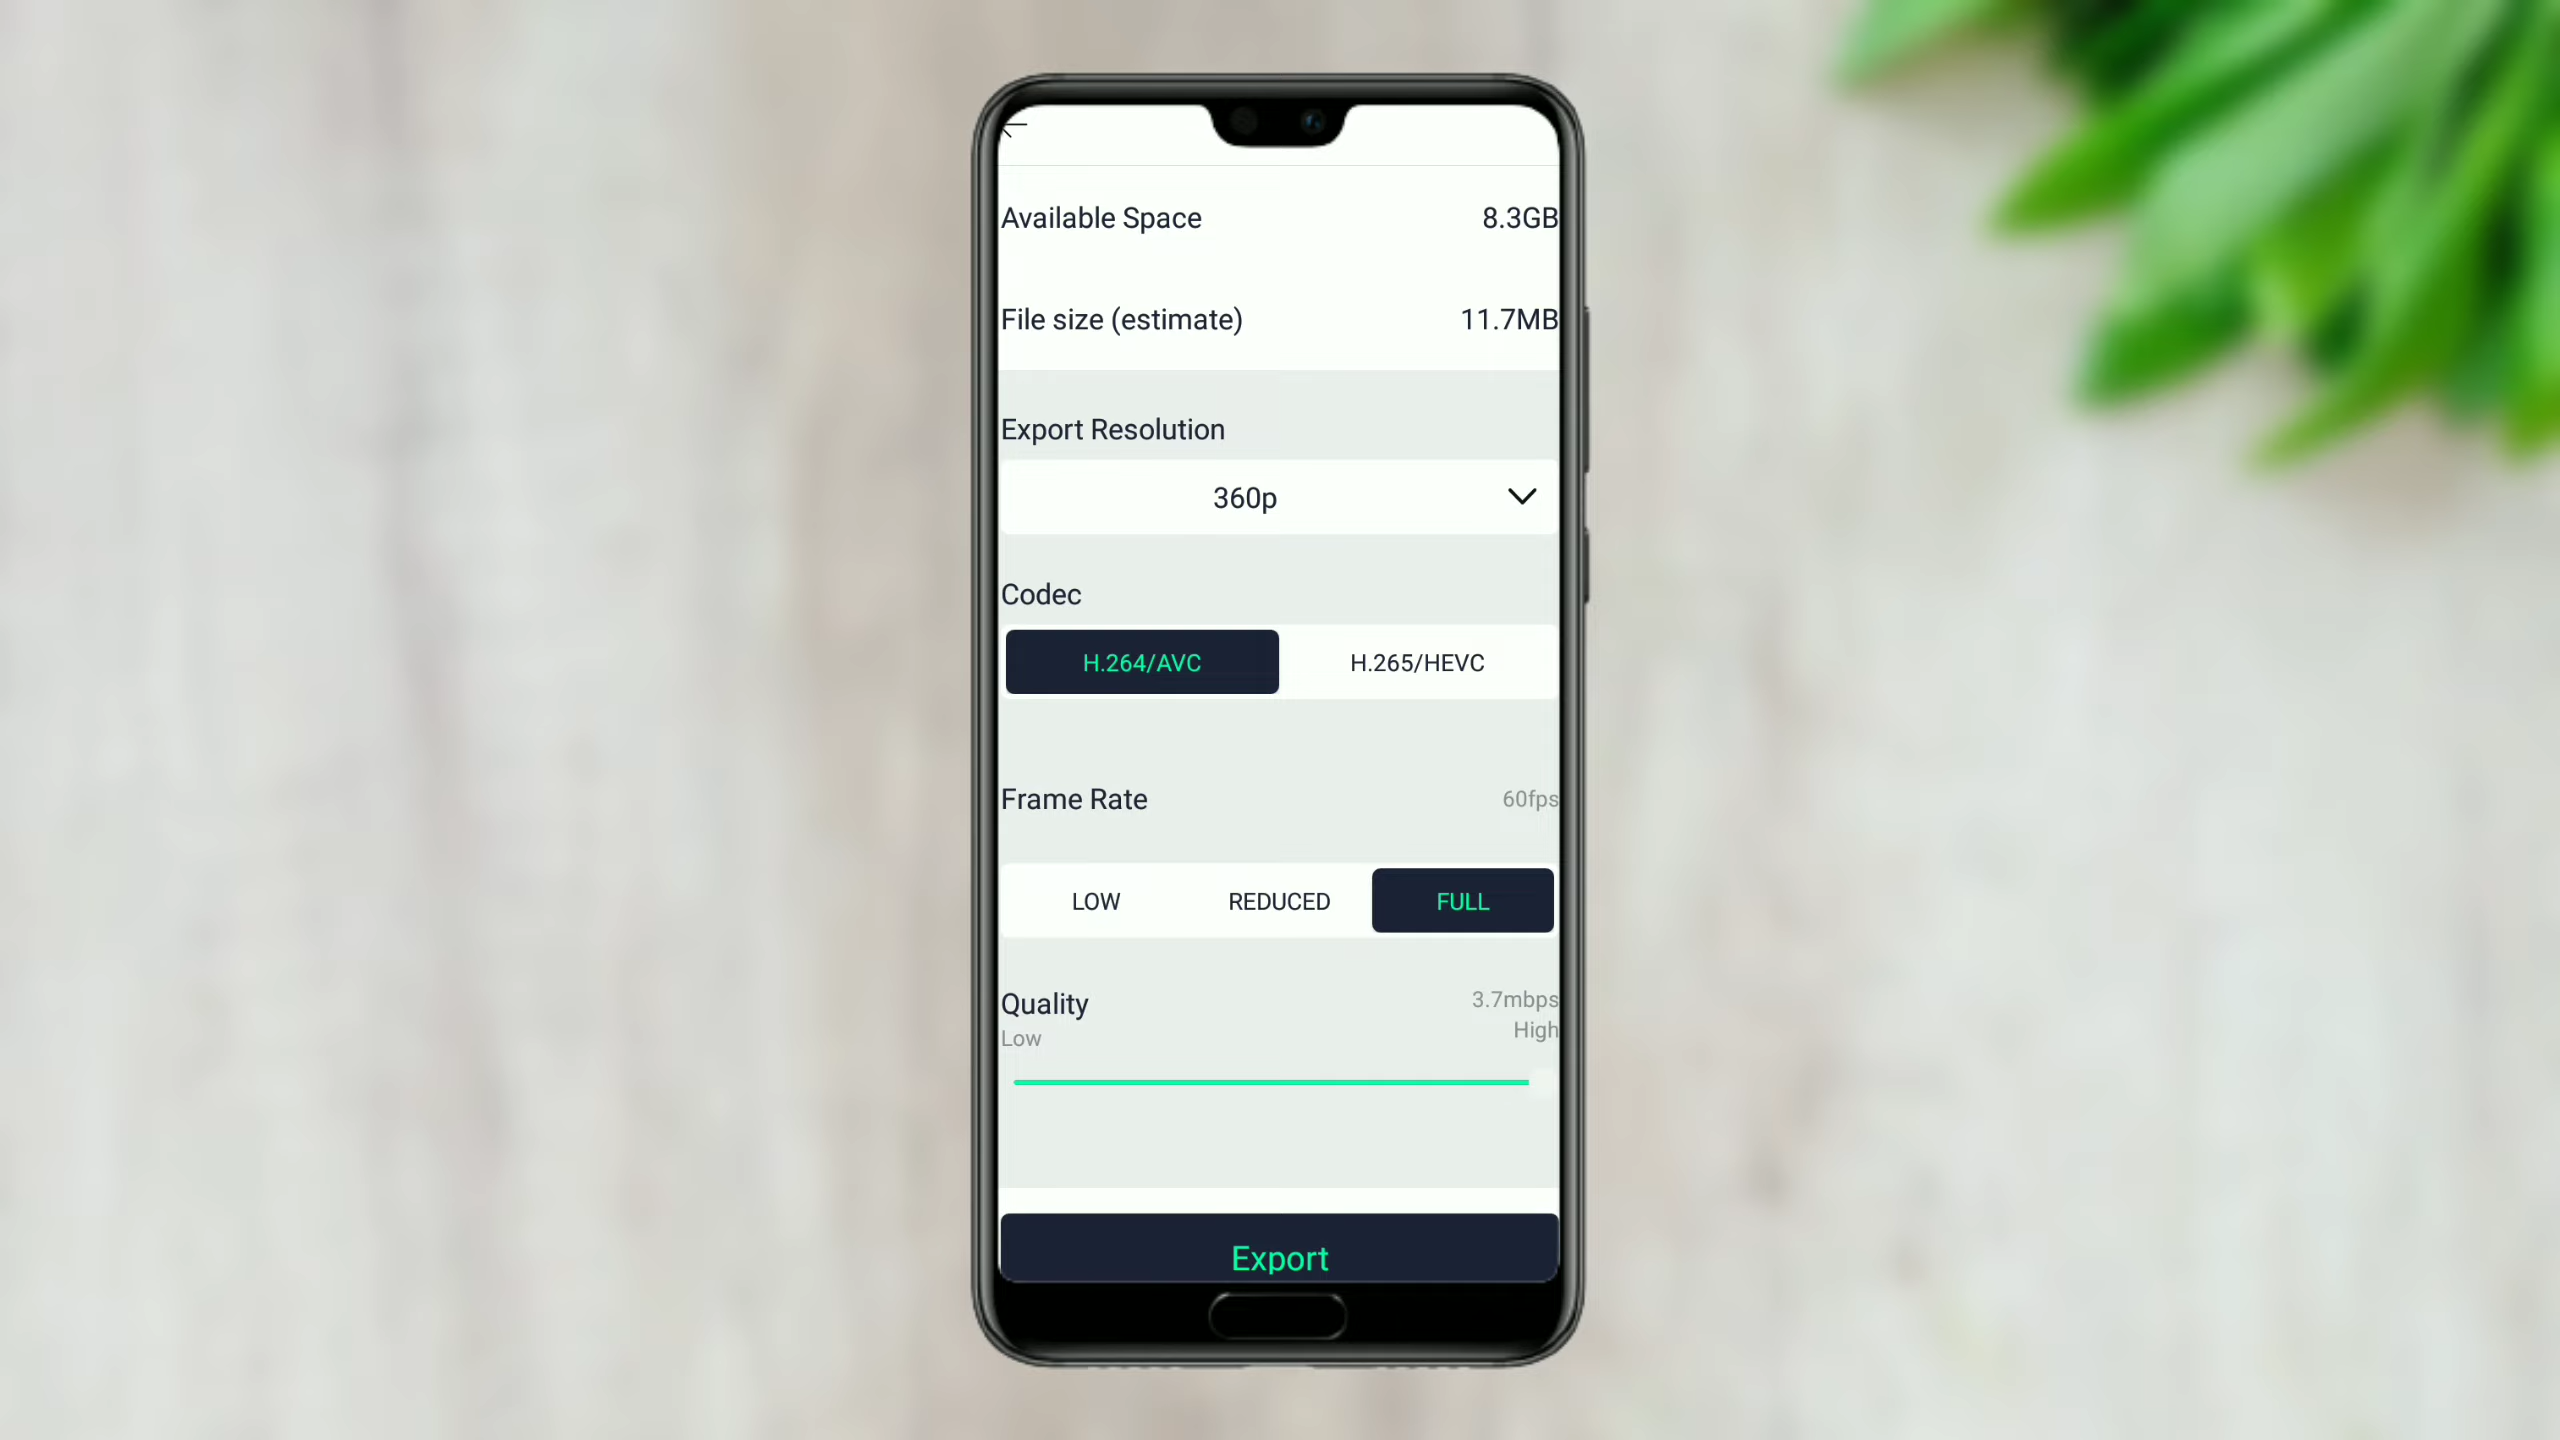 Available Space 8.3GB
File size (estimate) 11.7MB
Export Resolution
360p
Codec
H.264/AVC H.265/HEVC
Frame Rate 60fps
LOW REDUCED FULL
Quality 3.7mbps
Low High
Export